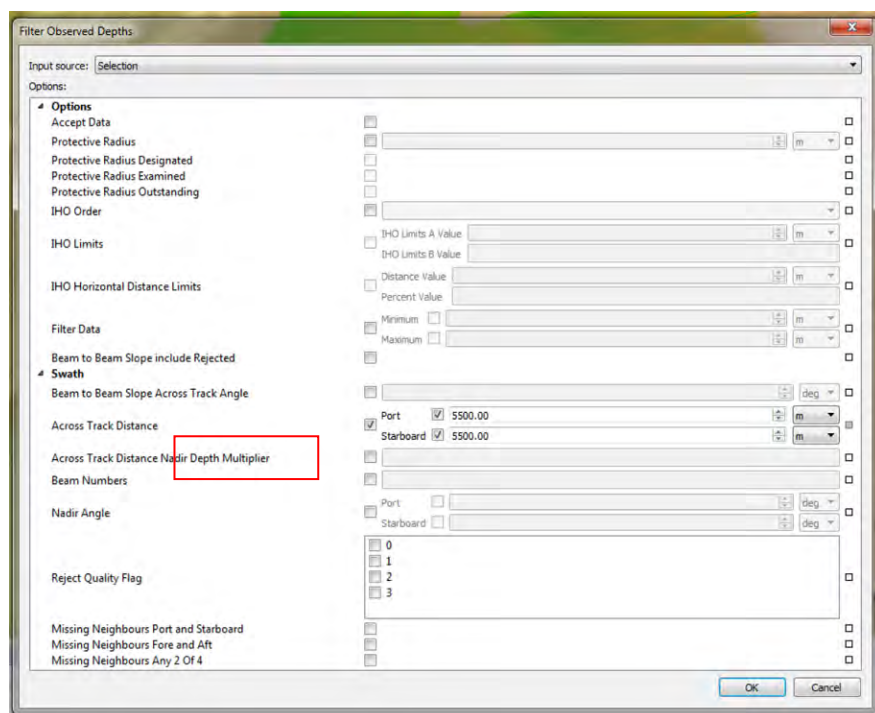 Filter Observed Depths
Input source: Selection
Options:
Options
Accept Data
Protective Radius m
Protective Radius Designated
Protective Radius Examined
Protective Radius Outstanding
IHO Order
IHO Limits IHO Limits A Value m
IHO Limits B Value
IHO Horizontal Distance Limits Distance Value m
Percent Value
Filter Data Minimum m
Maximum m
Beam to Beam Slope include Rejected
Swath
Beam to Beam Slope Across Track Angle deg
Across Track Distance Port 5500.00 m
Starboard 5500.00 m
Across Track Distance Nadir Depth Multiplier
Beam Numbers
Nadir Angle Port deg
Starboard deg
Reject Quality Flag 0
1
2
3
Missing Neighbours Port and Starboard
Missing Neighbours Fore and Aft
Missing Neighbours Any 2 Of 4
OK Cancel